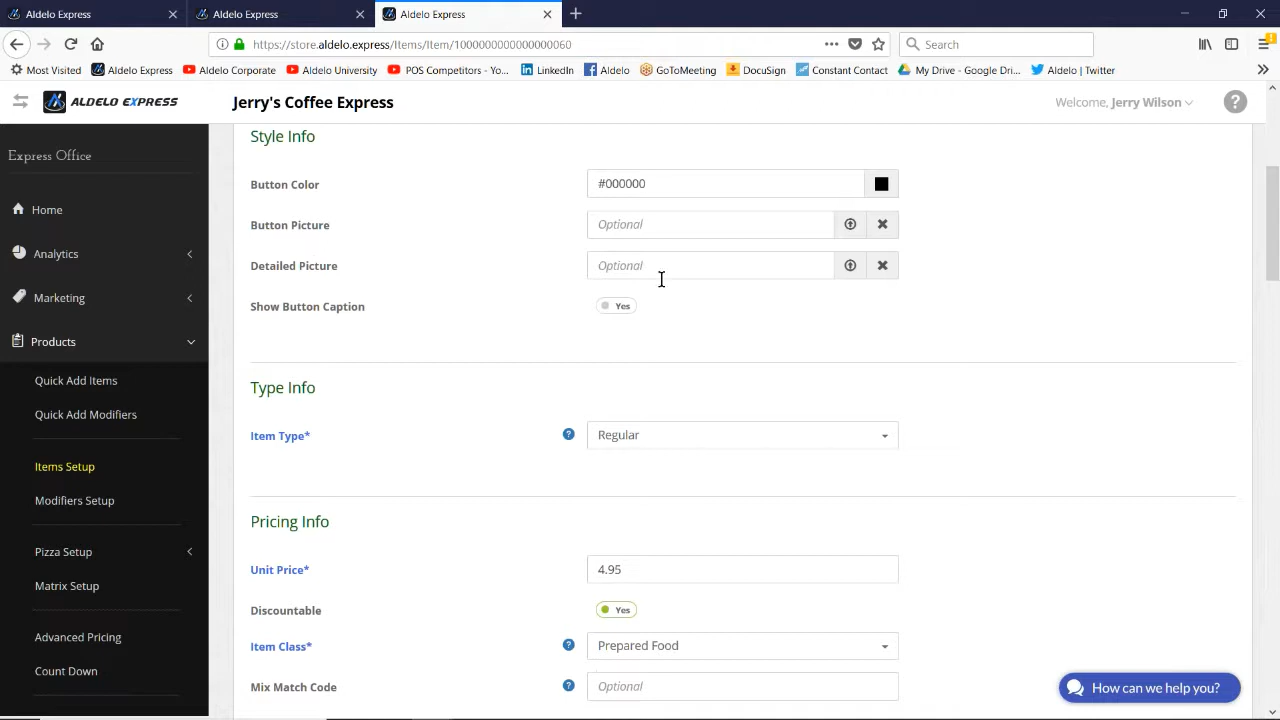 Aldelo Express
Aldelo Express
Aldelo Express
https://store.aldelo.express/Items/Item/
Search
Most Visited
Aldelo Express
Aldelo Corporate
Aldelo University
POS Competitors - Yo...
LinkedIn
Aldelo
GoToMeeting
DocuSign
Constant Contact
My Drive - Google Dri...
Aldelo | Twitter
ALDELO EXPRESS
Jerry's Coffee Express
Welcome, Jerry Wilson
?
Express Office
Home
Analytics
Marketing
Products
Quick Add Items
Quick Add Modifiers
Items Setup
Modifiers Setup
Pizza Setup
Matrix Setup
Advanced Pricing
Count Down
Style Info
Button Color
#000000
Button Picture
Optional
Detailed Picture
Optional
Show Button Caption
Yes
Type Info
Item Type*
?
Regular
Pricing Info
Unit Price*
4.95
Discountable
Yes
Item Class*
?
Prepared Food
Mix Match Code
?
Optional
How can we help you?